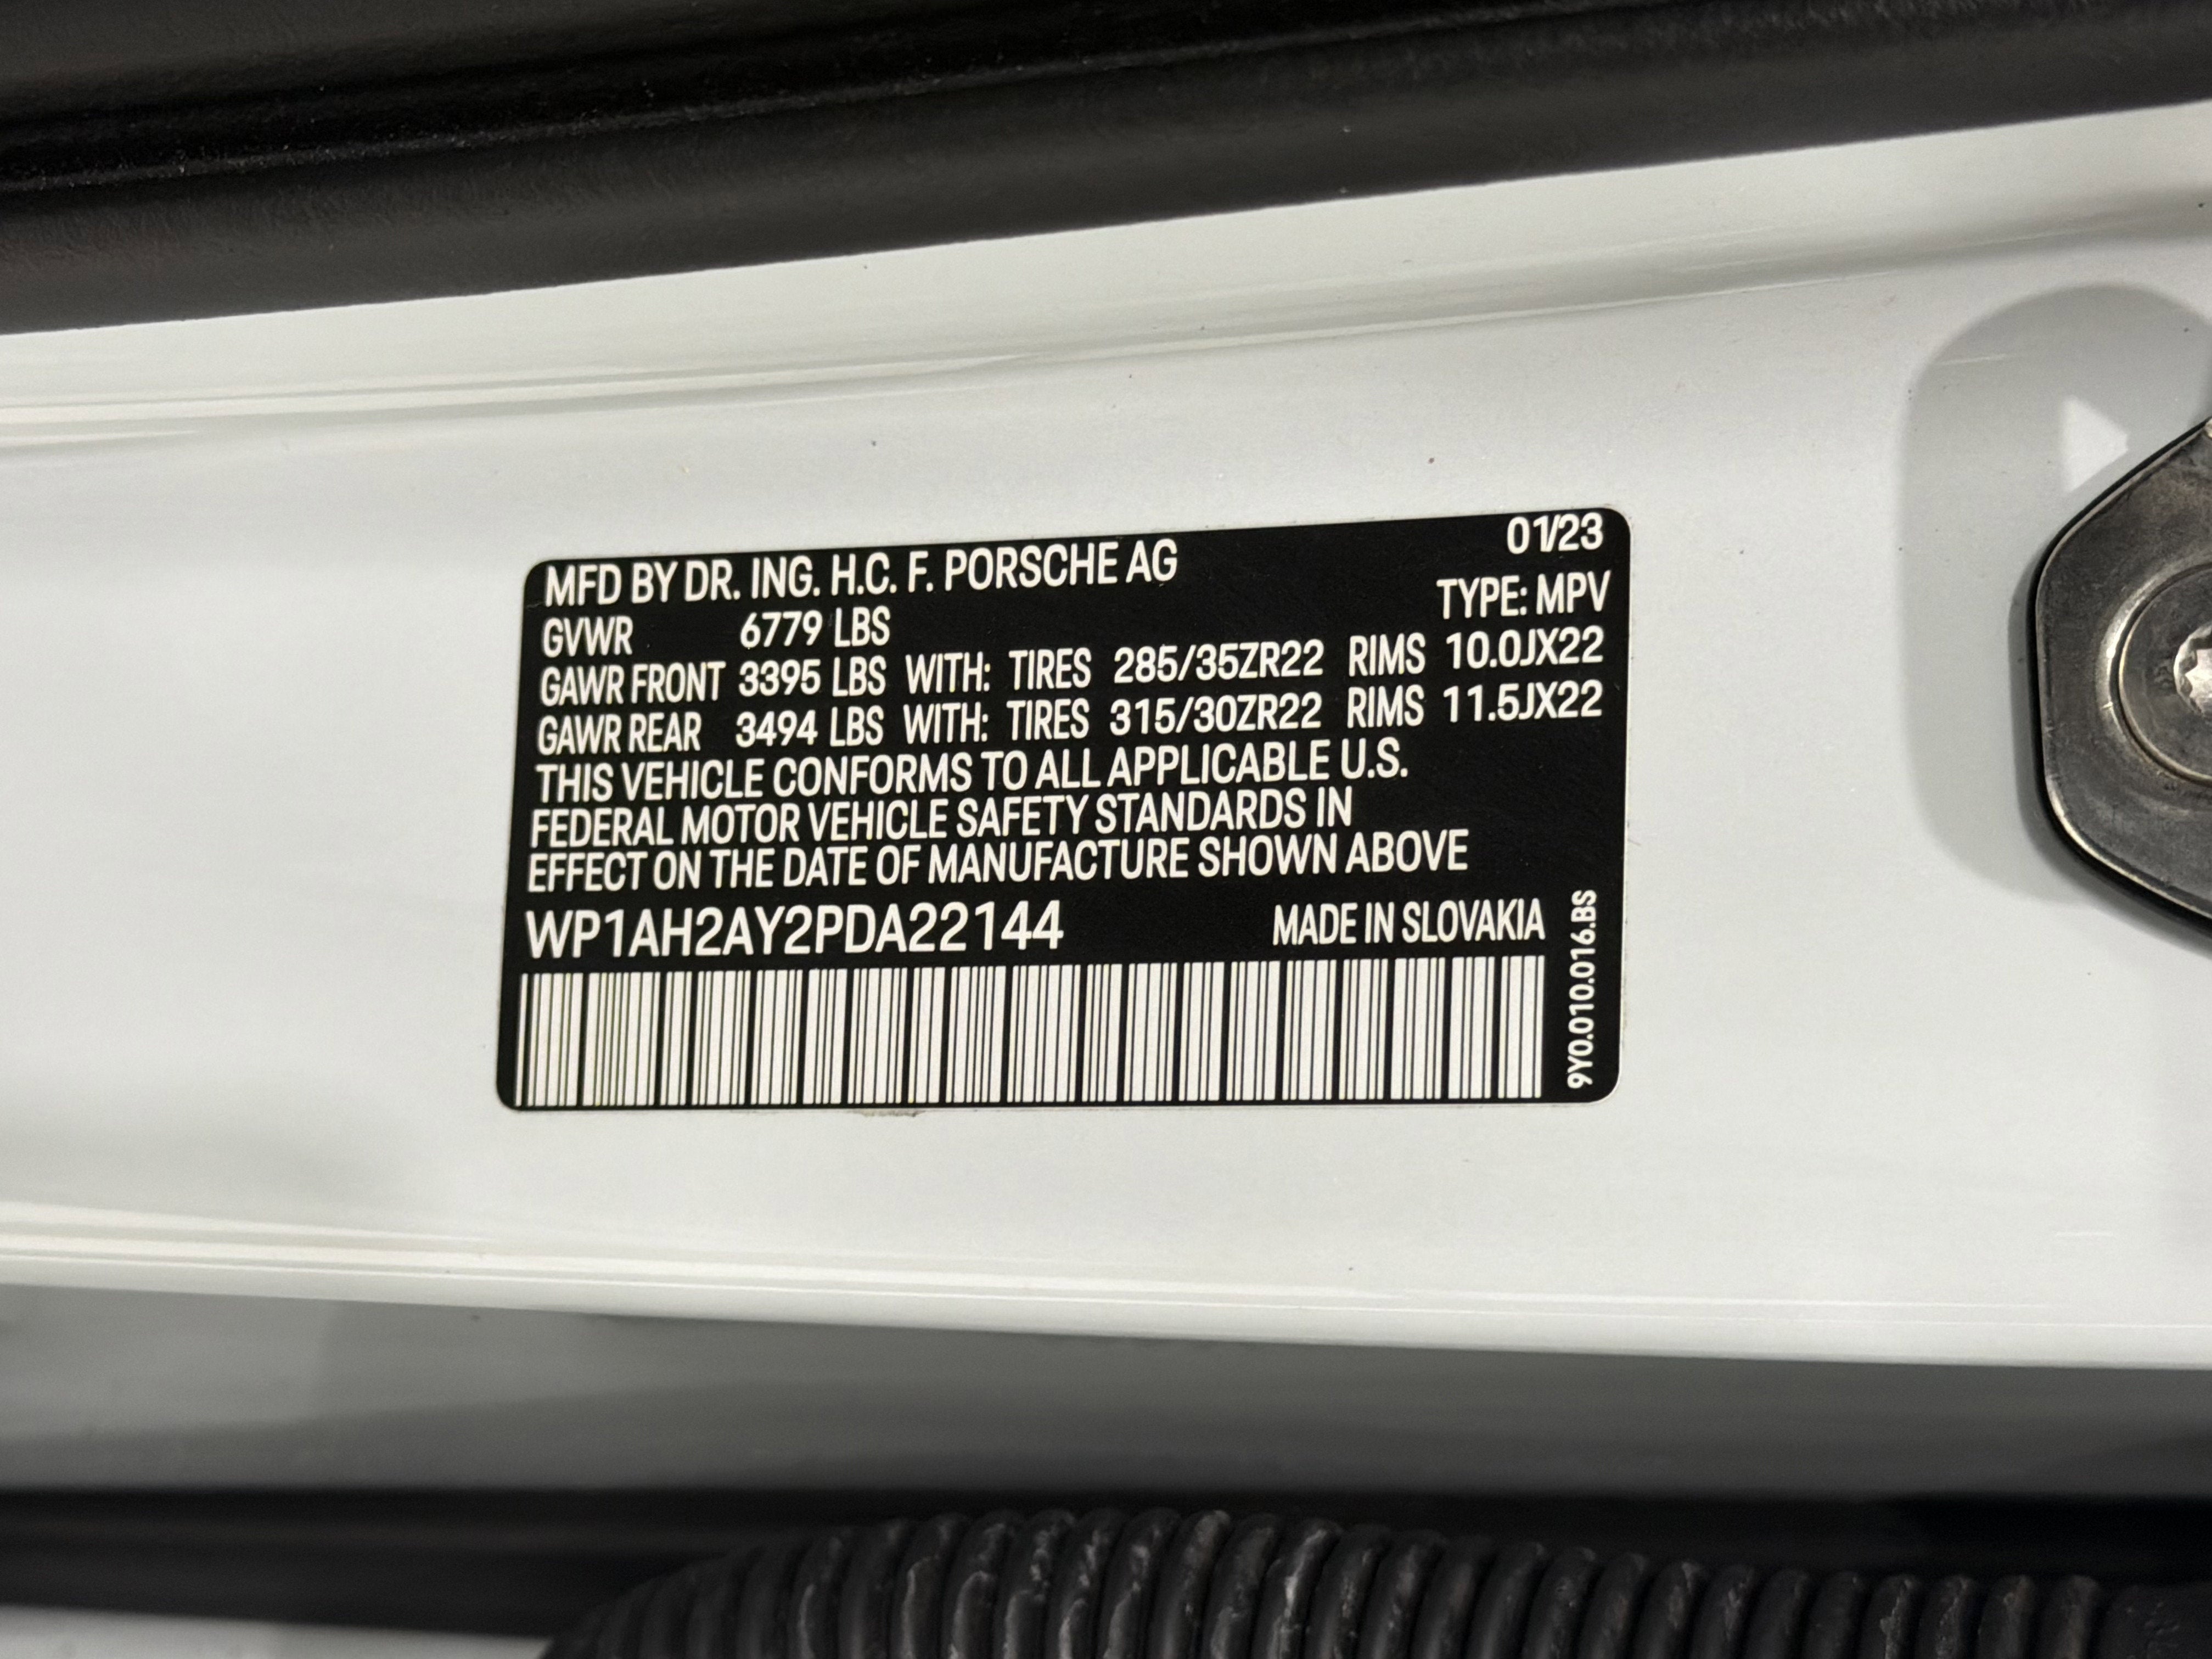 01/23
MFD BY DR. ING. H.C. F. PORSCHE AG
TYPE: MPV
GVWR 6779 LBS
GAWR FRONT 3395 LBS WITH: TIRES 285/35ZR22 RIMS 10.0JX22
GAWR REAR 3494 LBS WITH: TIRES 315/30ZR22 RIMS 11.5JX22
THIS VEHICLE CONFORMS TO ALL APPLICABLE U.S.
FEDERAL MOTOR VEHICLE SAFETY STANDARDS IN
EFFECT ON THE DATE OF MANUFACTURE SHOWN ABOVE
WP1AH2AY2PDA22144 MADE IN SLOVAKIA
9Y0.010.016.BS